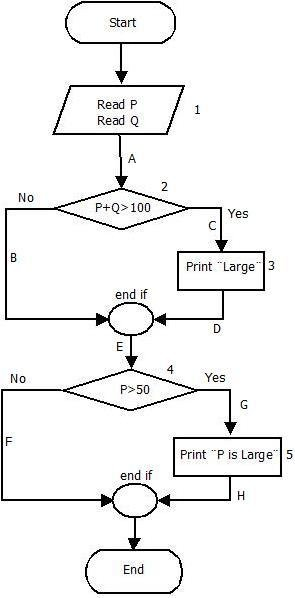 Start
Read P
Read Q
1
A
2
No
P+Q>100
Yes
C
B
Print ¨Large¨
3
end if
D
E
4
No
P>50
Yes
G
F
Print ¨P is Large¨
5
end if
H
End